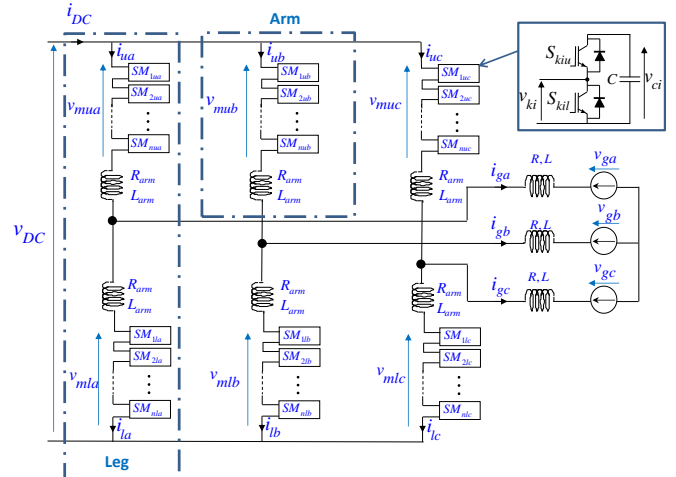 i_DC
Arm
i_ua
i_ub
i_uc
SM_1ua
SM_2ua
SM_nua
v_mua
SM_1ub
SM_2ub
SM_nub
v_mub
SM_1uc
SM_2uc
SM_nuc
v_muc
S_kiu
S_kil
C
v_ki
v_ci
R_arm
L_arm
R_arm
L_arm
R_arm
L_arm
v_DC
i_ga
R,L
v_ga
i_gb
R,L
v_gb
i_gc
R,L
v_gc
R_arm
L_arm
R_arm
L_arm
R_arm
L_arm
SM_1la
SM_2la
SM_nla
v_mla
SM_1lb
SM_2lb
SM_nlb
v_mlb
SM_1lc
SM_2lc
SM_nlc
v_mlc
i_la
i_lb
i_lc
Leg